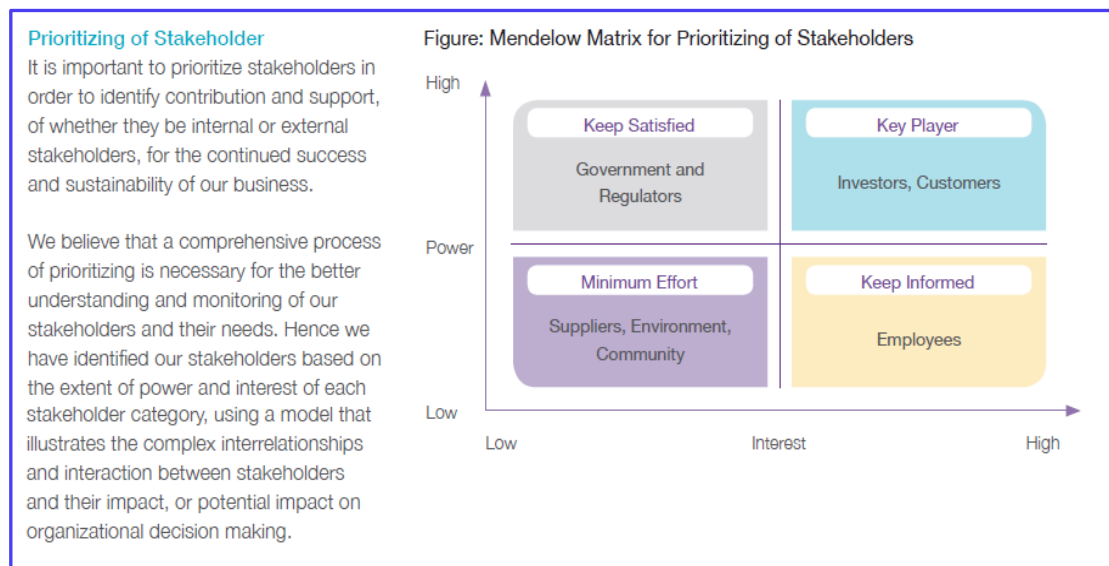 Prioritizing of Stakeholder
It is important to prioritize stakeholders in
order to identify contribution and support,
of whether they be internal or external
stakeholders, for the continued success
and sustainability of our business.
We believe that a comprehensive process
of prioritizing is necessary for the better
understanding and monitoring of our
stakeholders and their needs. Hence we
have identified our stakeholders based on
the extent of power and interest of each
stakeholder category, using a model that
illustrates the complex interrelationships
and interaction between stakeholders
and their impact, or potential impact on
organizational decision making.
Figure: Mendelow Matrix for Prioritizing of Stakeholders
High
Keep Satisfied
Government and
Regulators
Key Player
Investors, Customers
Power
Minimum Effort
Suppliers, Environment,
Community
Keep Informed
Employees
Low
Low
Interest
High